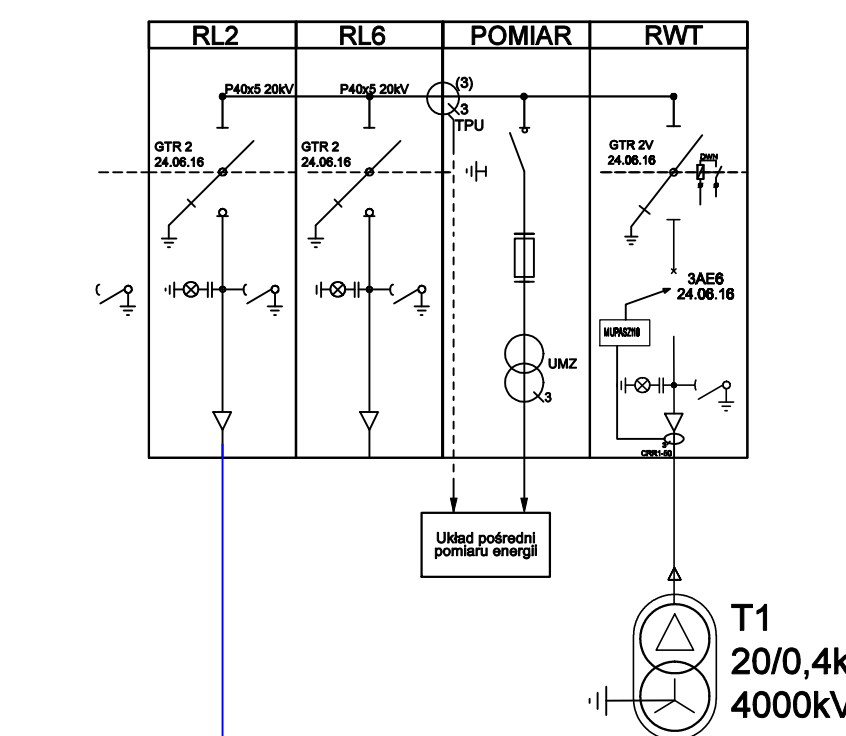 RL2
RL6
POMIAR
RWT
P40x5 20kV
P40x5 20kV
(3)
3
TPU
GTR 2
24.06.16
GTR 2
24.06.16
GTR 2V
24.06.16
DWN
3AE6
24.06.16
MUPASZ110
UMZ
3
3
CRR1-50
Układ pośredni
pomiaru energii
T1
20/0,4k
4000kV